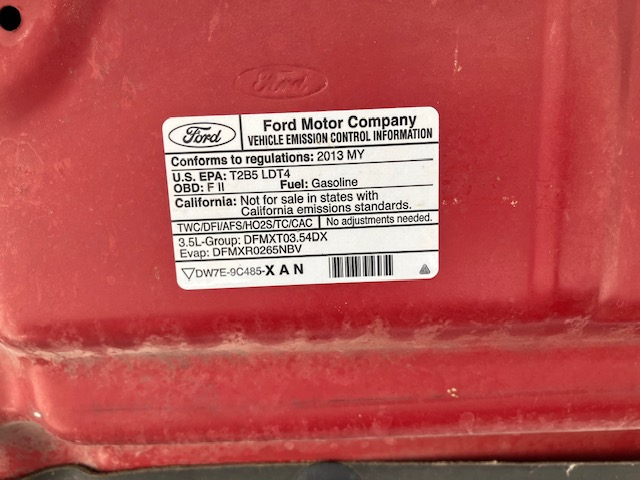 Ford
Ford
Ford Motor Company
VEHICLE EMISSION CONTROL INFORMATION
Conforms to regulations: 2013 MY
U.S. EPA: T2B5 LDT4
OBD: F II Fuel: Gasoline
California: Not for sale in states with
California emissions standards.
TWC/DFI/AFS/HO2S/TC/CAC No adjustments needed.
3.5L-Group: DFMXT03.54DX
Evap: DFMXR0265NBV
DW7E-9C485-X A N